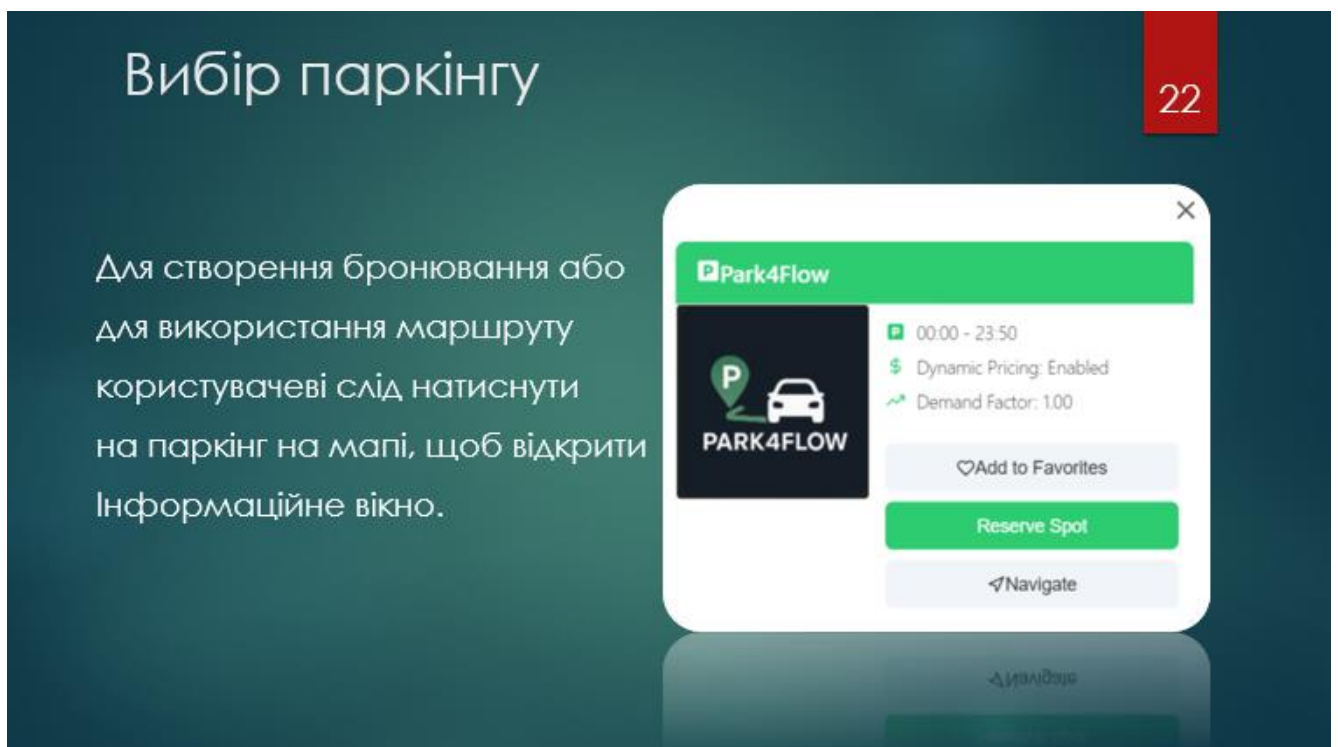 Вибір паркінгу
22
Для створення бронювання або
для використання маршруту
користувачеві слід натиснути
на паркінг на мапі, щоб відкрити
Інформаційне вікно.
Park4Flow
P
PARK4FLOW
00:00 - 23:50
Dynamic Pricing: Enabled
Demand Factor: 1.00
Add to Favorites
Reserve Spot
Navigate